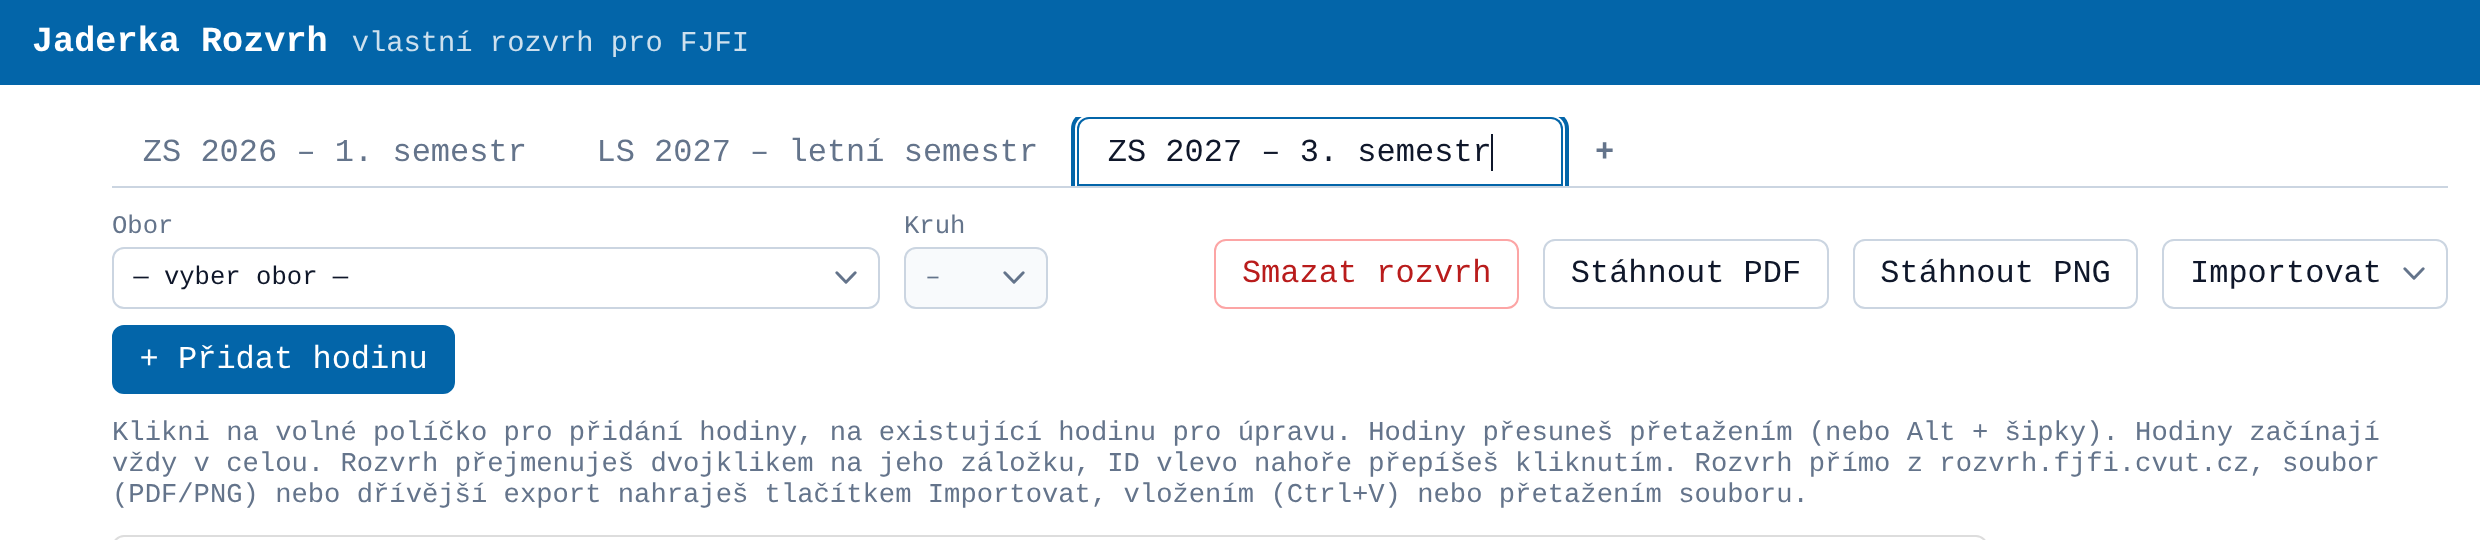 Jaderka Rozvrh vlastní rozvrh pro FJFI
ZS 2026 – 1. semestr LS 2027 – letní semestr ZS 2027 – 3. semestr +
Obor Kruh
— vyber obor — – Smazat rozvrh Stáhnout PDF Stáhnout PNG Importovat
+ Přidat hodinu
Klikni na volné políčko pro přidání hodiny, na existující hodinu pro úpravu. Hodiny přesuneš přetažením (nebo Alt + šipky). Hodiny začínají
vždy v celou. Rozvrh přejmenuješ dvojklikem na jeho záložku, ID vlevo nahoře přepíšeš kliknutím. Rozvrh přímo z rozvrh.fjfi.cvut.cz, soubor
(PDF/PNG) nebo dřívější export nahraješ tlačítkem Importovat, vložením (Ctrl+V) nebo přetažením souboru.